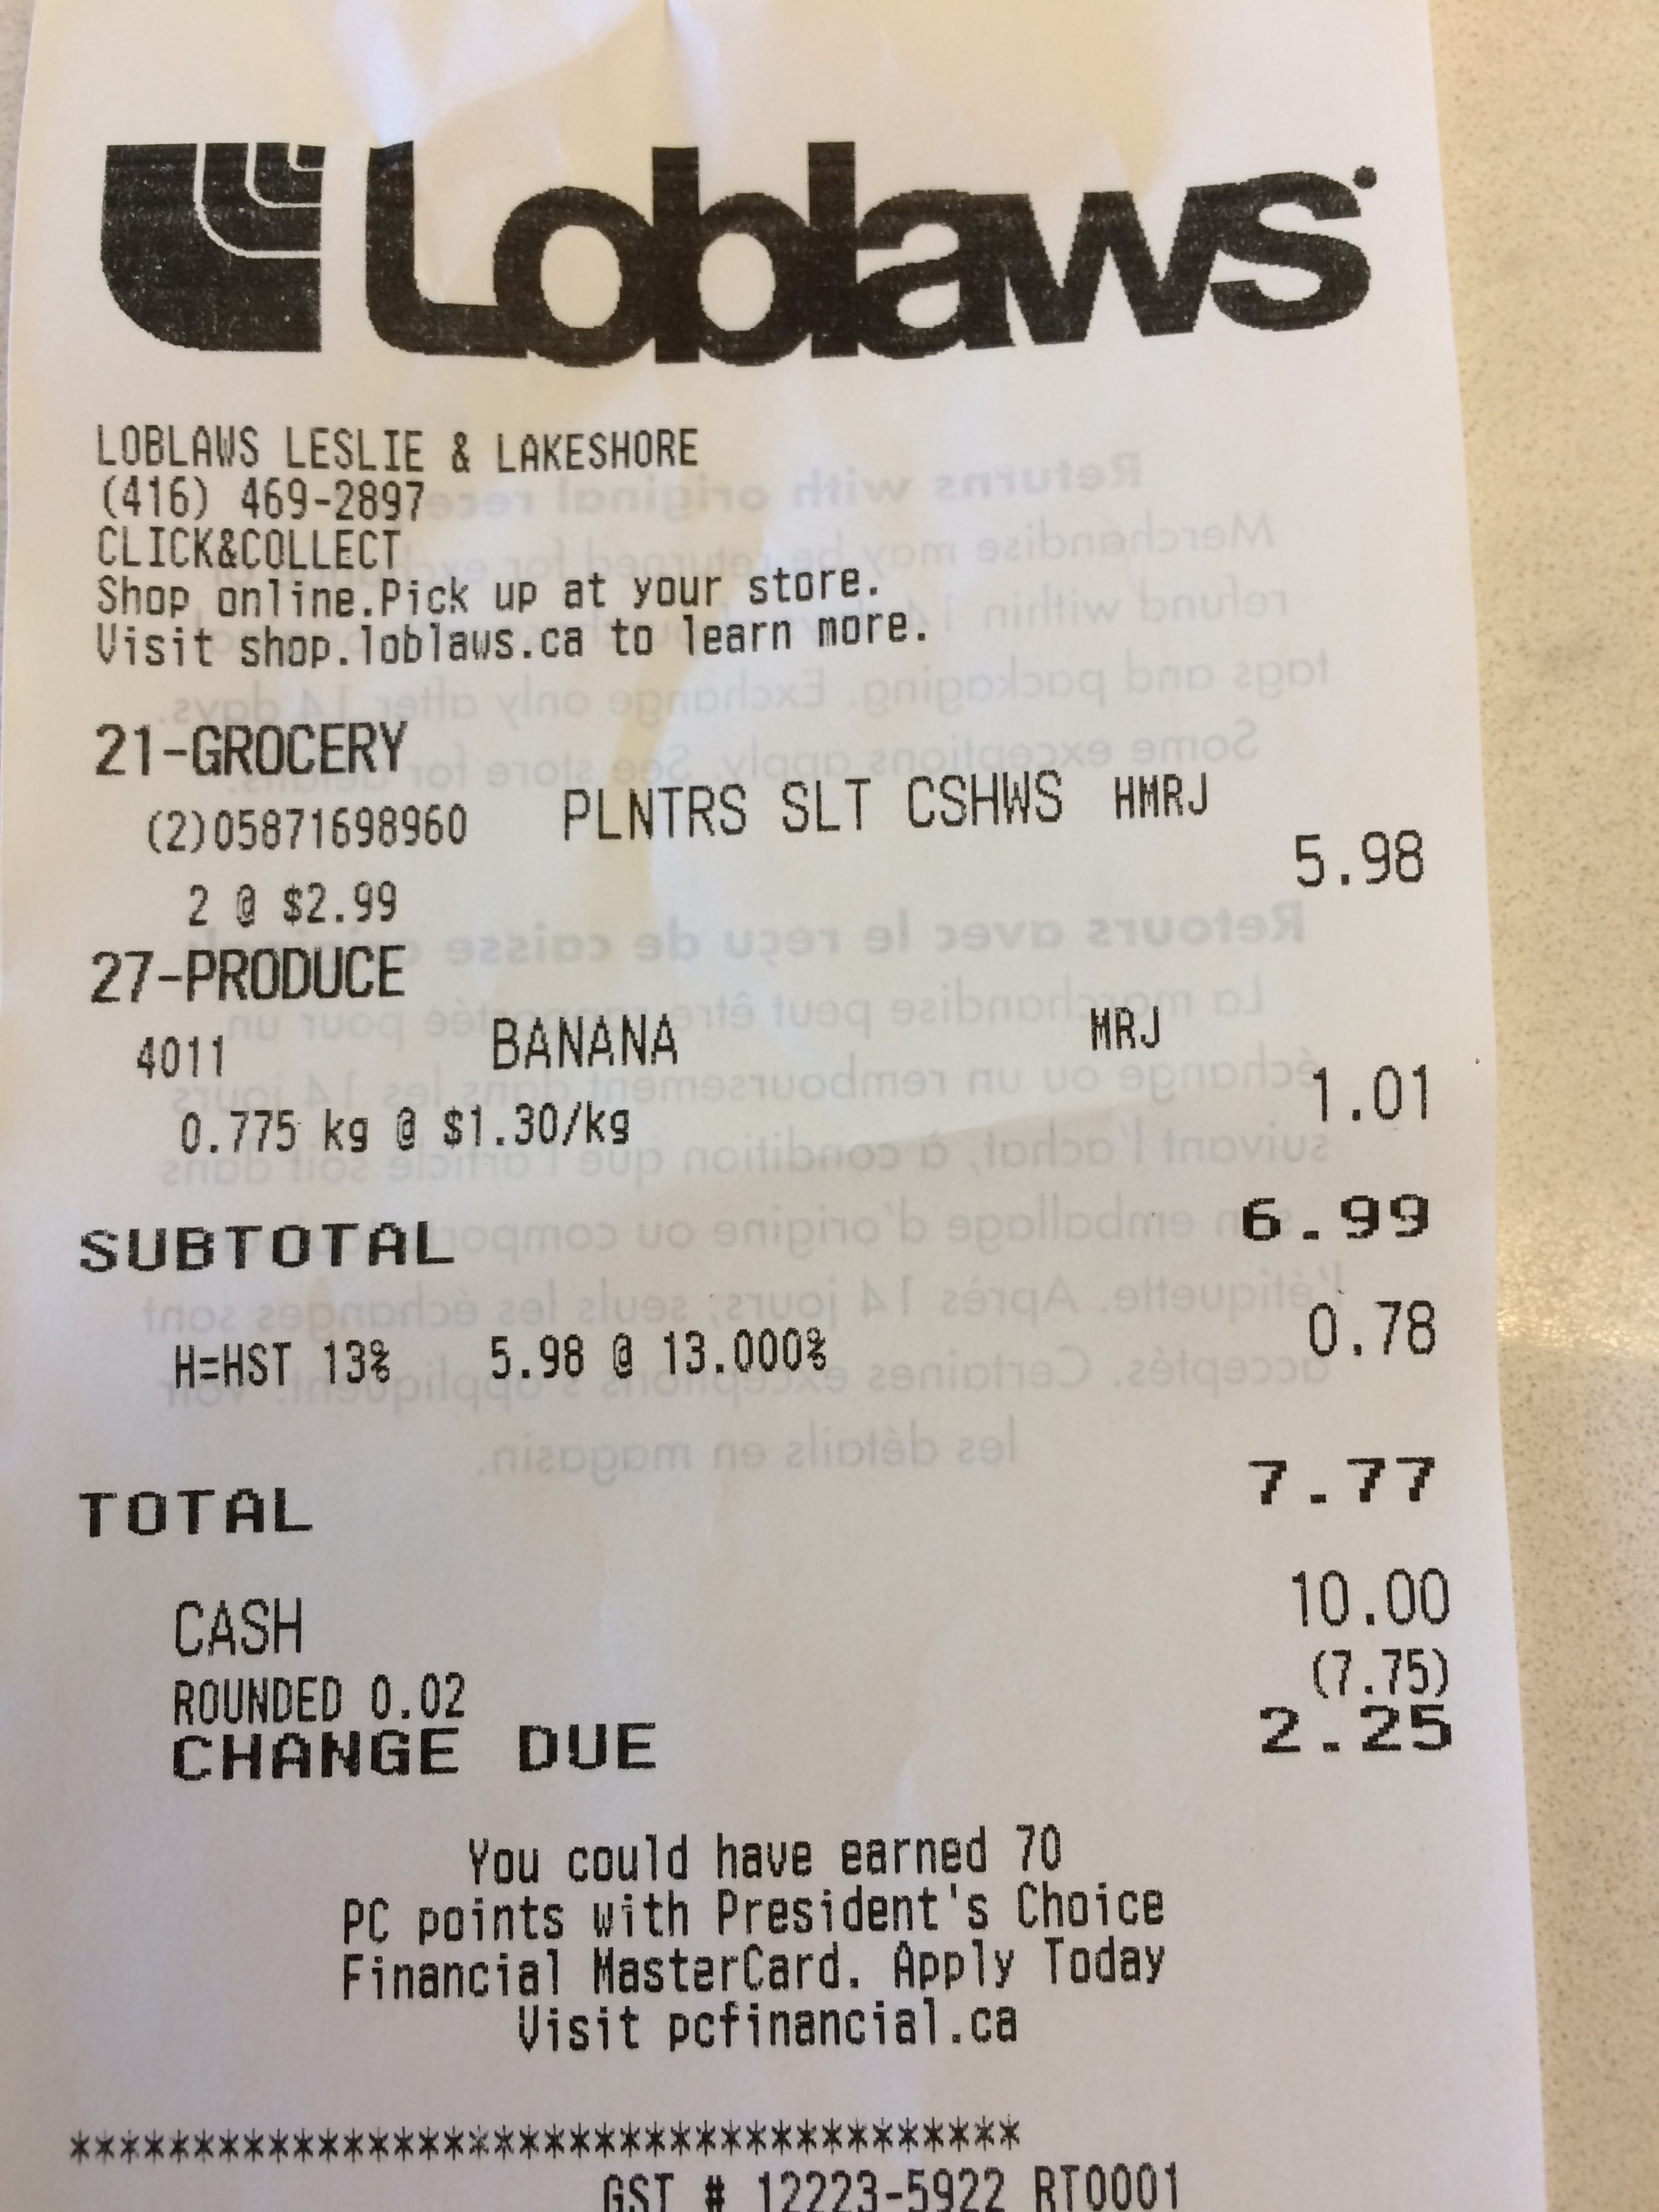 Loblaws
LOBLAWS LESLIE & LAKESHORE
(416) 469-2897
CLICK&COLLECT
Shop online.Pick up at your store.
Visit shop.loblaws.ca to learn more.
21-GROCERY
(2)05871698960 PLNTRS SLT CSHWS HMRJ
2 @ $2.99 5.98
27-PRODUCE
4011 BANANA MRJ
0.775 kg @ $1.30/kg 1.01
SUBTOTAL 6.99
H=HST 13% 5.98 @ 13.000% 0.78
TOTAL 7.77
CASH 10.00
ROUNDED 0.02 (7.75)
CHANGE DUE 2.25
You could have earned 70
PC points with President's Choice
Financial MasterCard. Apply Today
Visit pcfinancial.ca
**************************************
GST # 12223-5922 RT0001